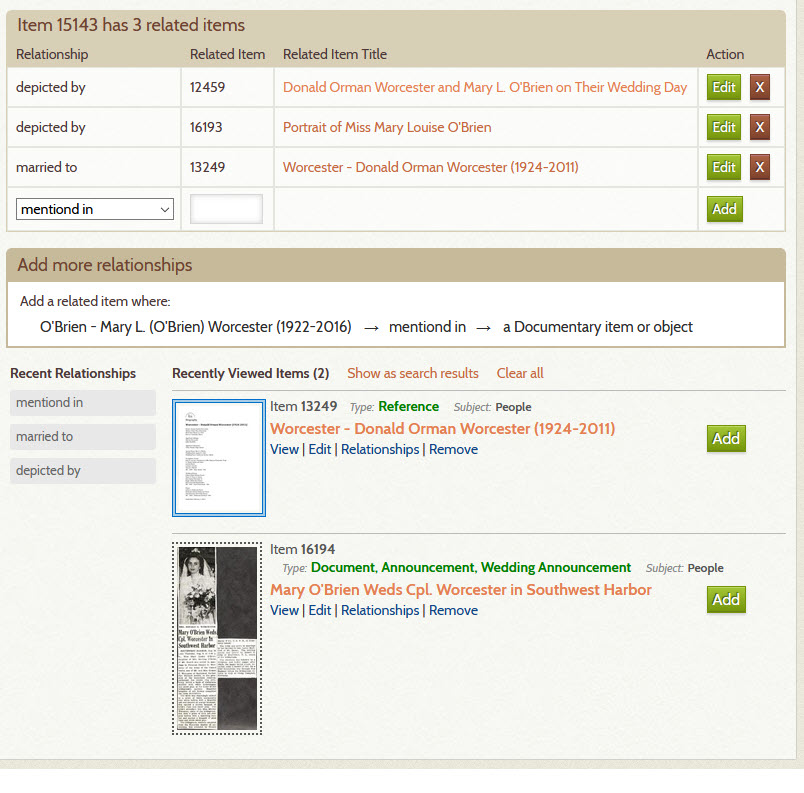 Item 15143 has 3 related items
Relationship Related Item Related Item Title Action
depicted by 12459 Donald Orman Worcester and Mary L. O'Brien on Their Wedding Day Edit X
depicted by 16193 Portrait of Miss Mary Louise O'Brien Edit X
married to 13249 Worcester - Donald Orman Worcester (1924-2011) Edit X
mentiond in Add
Add more relationships
Add a related item where:
O'Brien - Mary L. (O'Brien) Worcester (1922-2016) → mentiond in → a Documentary item or object
Recent Relationships
mentiond in
married to
depicted by
Recently Viewed Items (2) Show as search results Clear all
Item 13249 Type: Reference Subject: People
Worcester - Donald Orman Worcester (1924-2011)
View | Edit | Relationships | Remove
Add
Item 16194
Type: Document, Announcement, Wedding Announcement Subject: People
Mary O'Brien Weds Cpl. Worcester in Southwest Harbor
View | Edit | Relationships | Remove
Add
Mary O'Brien Weds
Cpl. Worcester In
Southwest Harbor